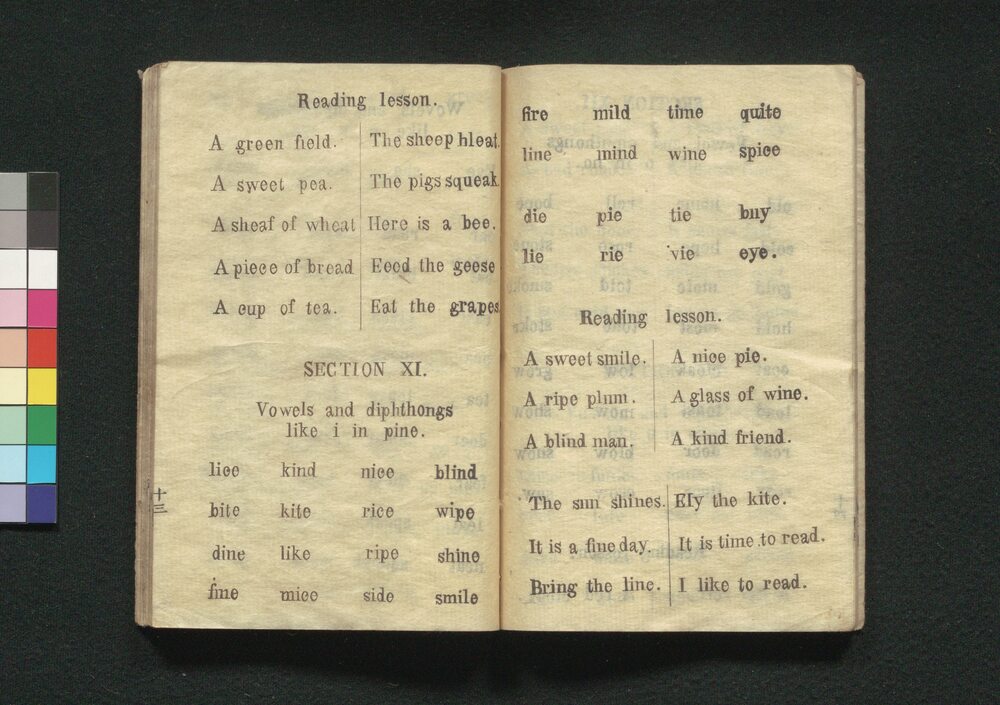 Reading lesson.
A green field.
A sweet pea.
A sheaf of wheat
A piece of bread
A cup of tea.
The sheep hleat.
The pigs squeak.
Here is a bee.
Eeed the geese
Eat the grapes
SECTION XI.
Vowels and diphthongs
like i in pine.
lice kind nice blind
bite kite rice wipe
dine like ripe shine
fine mice side smile
十三
fire mild time quite
line mind wine spice
die pie tie buy
lie rie vie eye.
Reading lesson.
A sweet smile.
A ripe plum.
A blind man.
A nice pie.
A glass of wine.
A kind friend.
The sun shines.
It is a fine day.
Bring the line.
Ely the kite.
It is time to read.
I like to read.